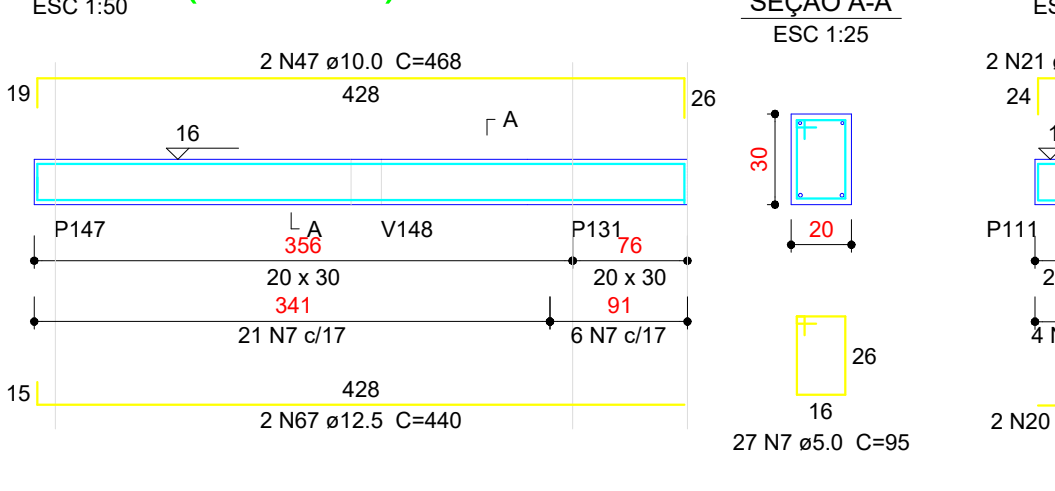 ESC 1:50
SEÇÃO A-A
ESC 1:25
2 N47 ø10.0 C=468
19
428
26
A
16
P147
A
V148
P131
356
76
20 x 30
20 x 30
341
91
21 N7 c/17
6 N7 c/17
15
428
2 N67 ø12.5 C=440
30
20
26
16
27 N7 ø5.0 C=95
2 N21
24
P111
2 N20